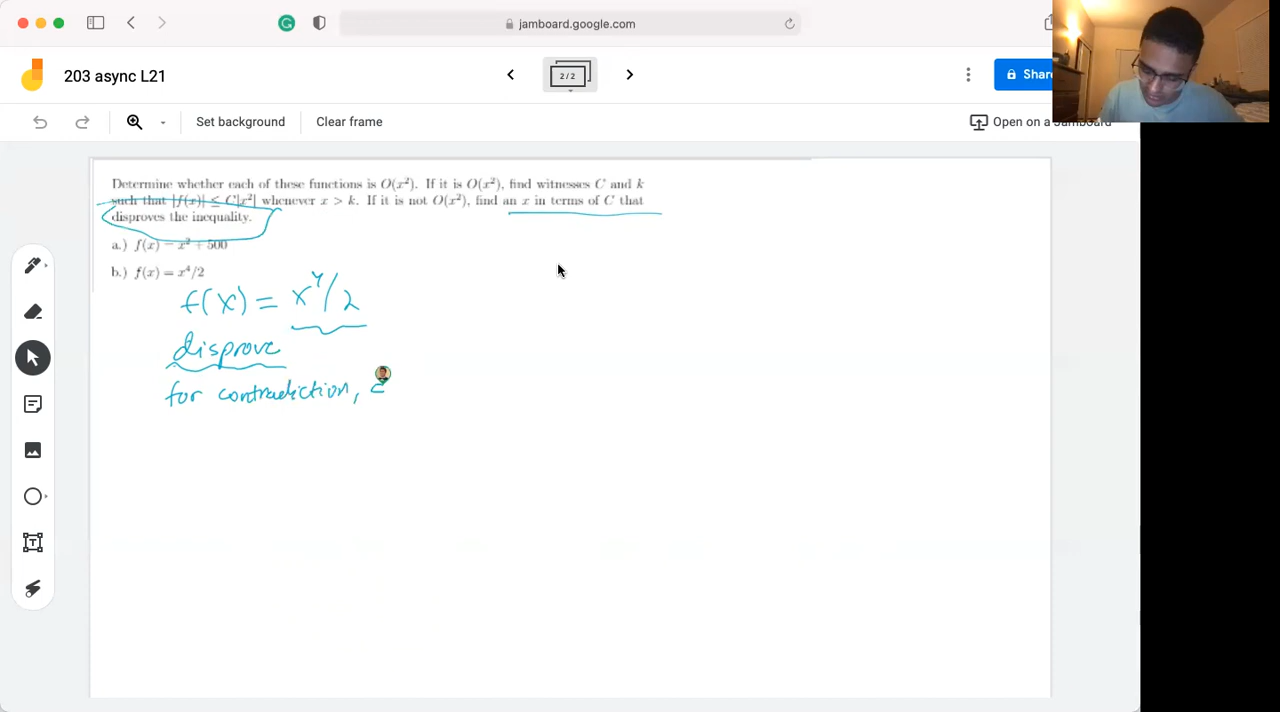 jamboard.google.com
203 async L21
2/2
Share
Set background
Clear frame
Open on a Jamboard
Determine whether each of these functions is O(x²). If it is O(x²), find witnesses C and k
such that |f(x)| ≤ C|x²| whenever x > k. If it is not O(x²), find an x in terms of C that
disproves the inequality.
a.) f(x) = x² + 500
b.) f(x) = x⁴/2
f(x) = x⁴/2
disprove
for contradiction,